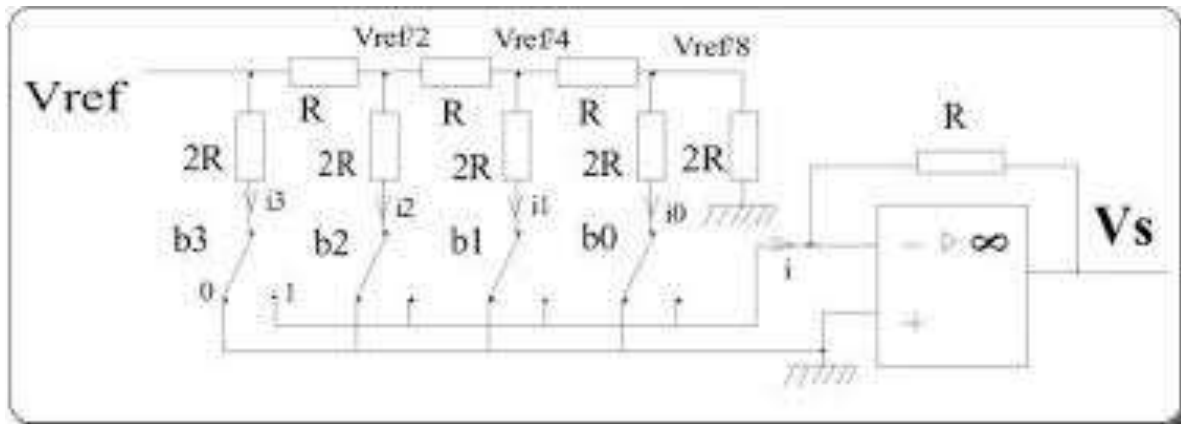 Vref/2 Vref/4 Vref/8
Vref
R R R R
2R 2R 2R 2R 2R
i3 i2 i1 i0
b3 b2 b1 b0 Vs
− ▷ ∞
i
0 1
+